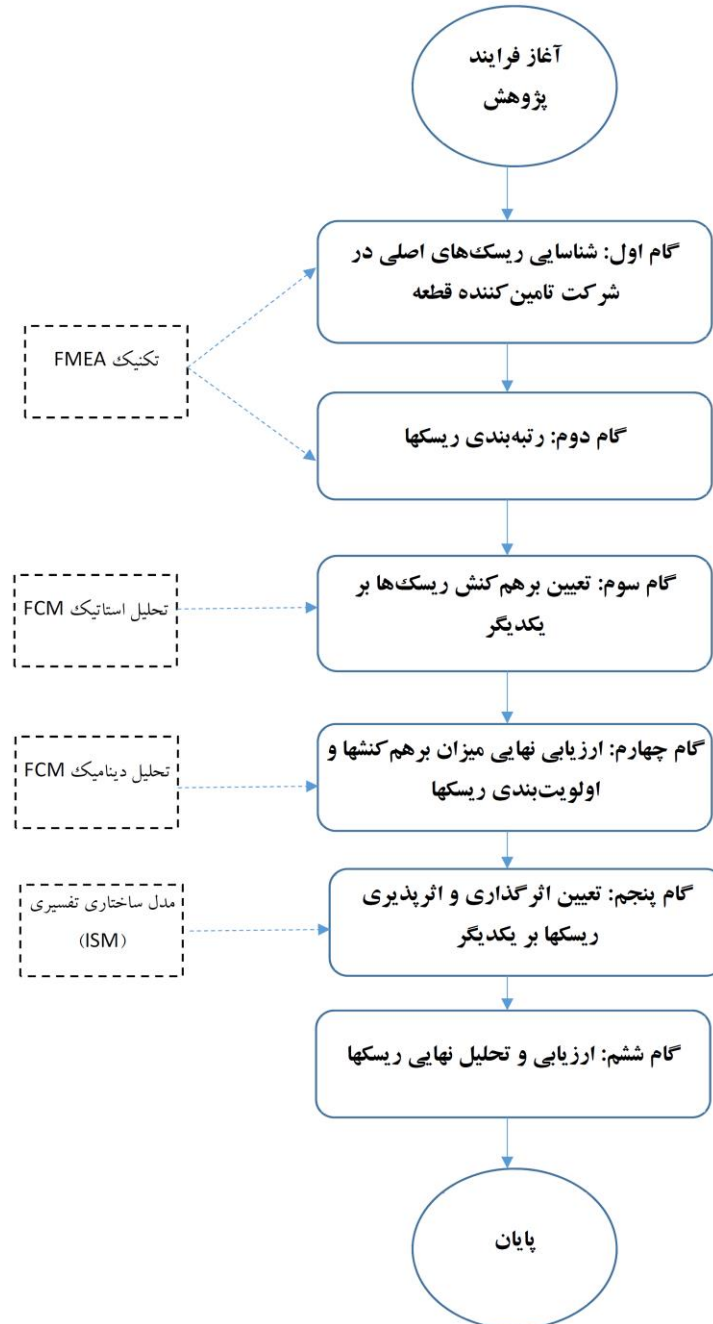 آغاز فرایند
پژوهش
گام اول: شناسایی ریسک‌های اصلی در
شرکت تامین‌کننده قطعه
تکنیک FMEA
گام دوم: رتبه‌بندی ریسکها
گام سوم: تعیین برهم‌کنش ریسک‌ها بر
یکدیگر
تحلیل استاتیک FCM
گام چهارم: ارزیابی نهایی میزان برهم‌کنشها و
اولویت‌بندی ریسکها
تحلیل دینامیک FCM
گام پنجم: تعیین اثرگذاری و اثرپذیری
ریسکها بر یکدیگر
مدل ساختاری تفسیری
(ISM)
گام ششم: ارزیابی و تحلیل نهایی ریسکها
پایان